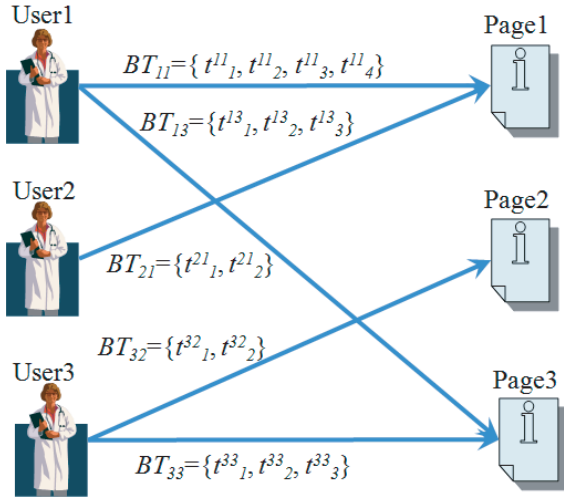 User1
Page1
BT₁₁={ t¹¹₁, t¹¹₂, t¹¹₃, t¹¹₄}
i
BT₁₃={t¹³₁, t¹³₂, t¹³₃}
User2
Page2
i
BT₂₁={t²¹₁, t²¹₂}
BT₃₂={t³²₁, t³²₂}
User3
Page3
i
BT₃₃={t³³₁, t³³₂, t³³₃}